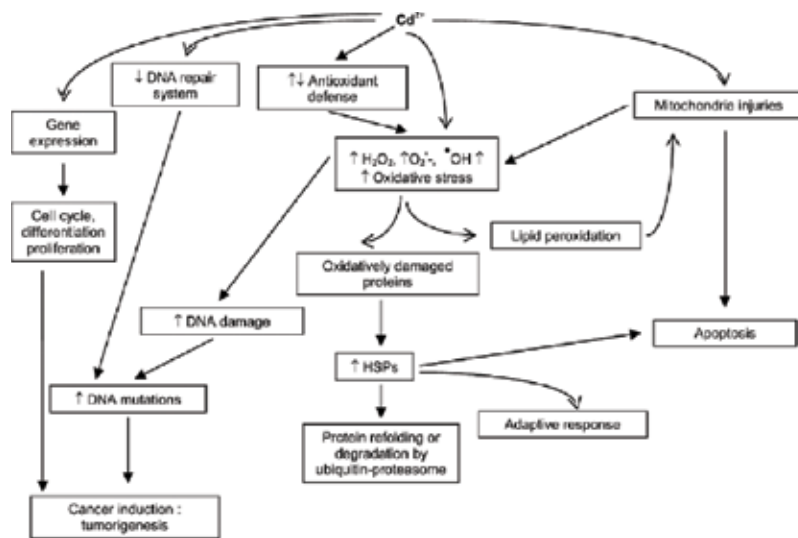 Cd²⁺
↓ DNA repair
system
↑↓ Antioxidant
defense
Mitochondrie injuries
Gene
expression
↑ H₂O₂, ↑O₂•-, •OH ↑
↑ Oxidative stress
Cell cycle,
differentiation
proliferation
Lipid peroxidation
Oxidatively damaged
proteins
↑ DNA damage
Apoptosis
↑ HSPs
↑ DNA mutations
Adaptive response
Protein refolding or
degradation by
ubiquitin-proteasome
Cancer induction :
tumorigenesis